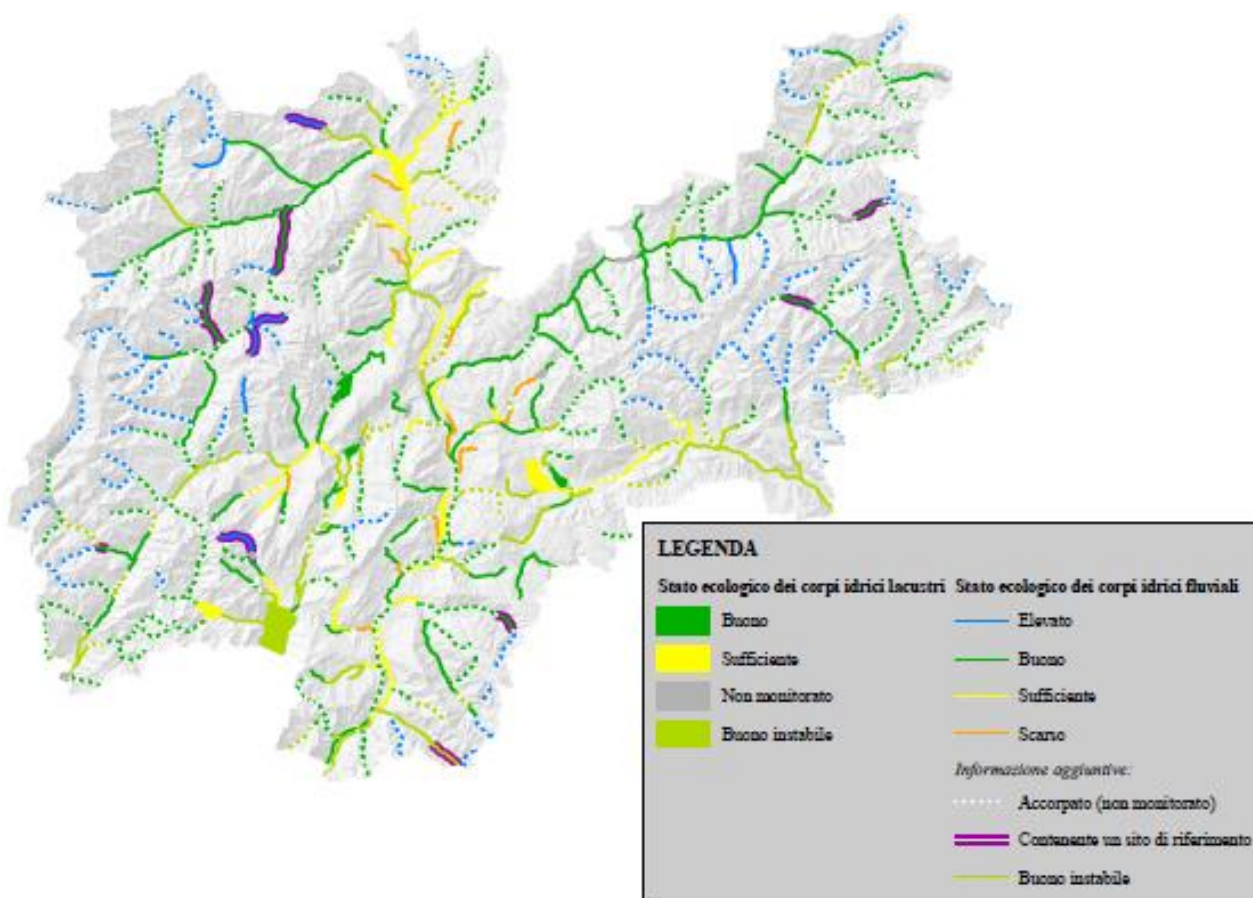 LEGENDA
Stato ecologico dei corpi idrici lacustri
Buono
Sufficiente
Non monitorato
Buono instabile
Stato ecologico dei corpi idrici fluviali
Elevato
Buono
Sufficiente
Scarso
Informazione aggiuntive:
Accorpato (non monitorato)
Contenente un sito di riferimento
Buono instabile